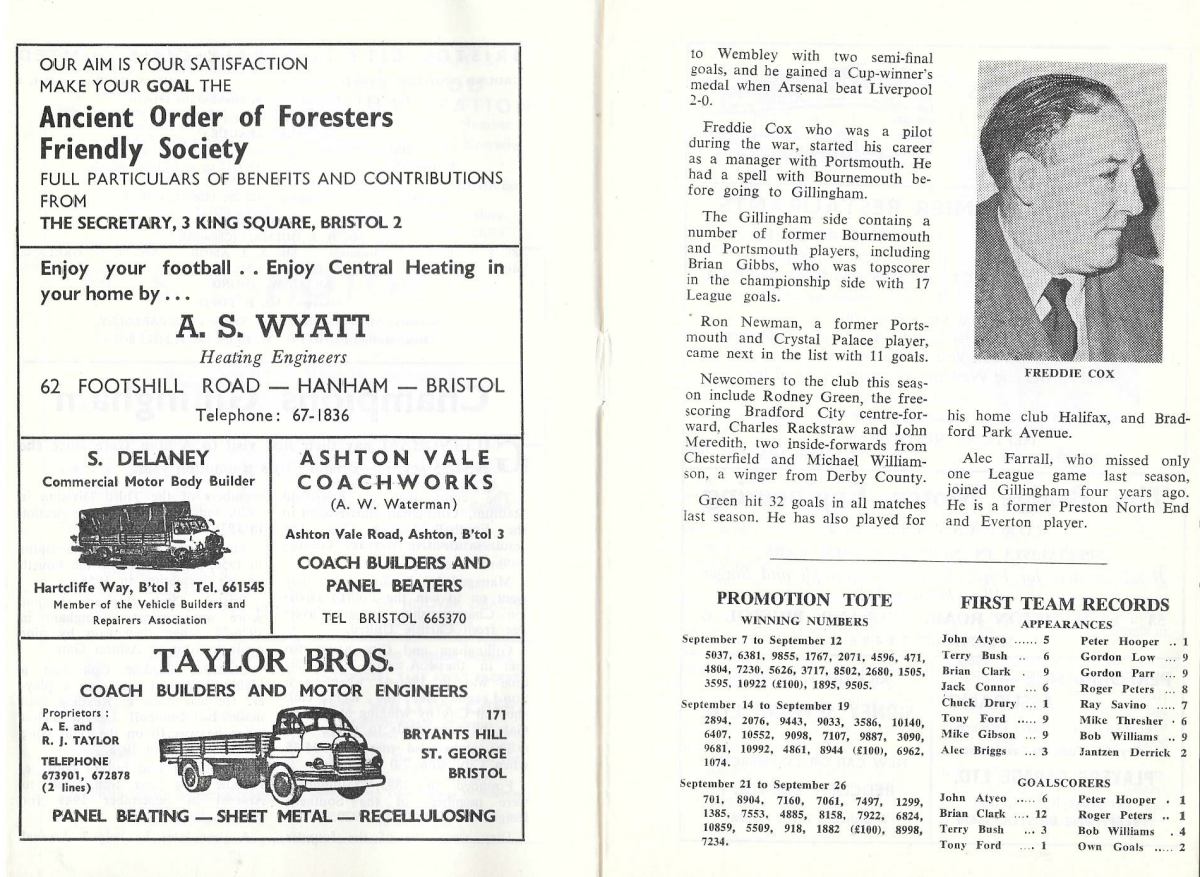 OUR AIM IS YOUR SATISFACTION
MAKE YOUR GOAL THE
Ancient Order of Foresters
Friendly Society
FULL PARTICULARS OF BENEFITS AND CONTRIBUTIONS
FROM
THE SECRETARY, 3 KING SQUARE, BRISTOL 2
Enjoy your football . . Enjoy Central Heating in
your home by . . .
A. S. WYATT
Heating Engineers
62 FOOTSHILL ROAD — HANHAM — BRISTOL
Telephone: 67-1836
S. DELANEY
Commercial Motor Body Builder
Hartcliffe Way, B'tol 3 Tel. 661545
Member of the Vehicle Builders and
Repairers Association
ASHTON VALE
COACHWORKS
(A. W. Waterman)
Ashton Vale Road, Ashton, B'tol 3
COACH BUILDERS AND
PANEL BEATERS
TEL BRISTOL 665370
TAYLOR BROS.
COACH BUILDERS AND MOTOR ENGINEERS
Proprietors :
A. E. and
R. J. TAYLOR
TELEPHONE
673901, 672878
(2 lines)
171
BRYANTS HILL
ST. GEORGE
BRISTOL
PANEL BEATING — SHEET METAL — RECELLULOSING
to Wembley with two semi-final
goals, and he gained a Cup-winner's
medal when Arsenal beat Liverpool
2-0.
Freddie Cox who was a pilot
during the war, started his career
as a manager with Portsmouth. He
had a spell with Bournemouth be-
fore going to Gillingham.
The Gillingham side contains a
number of former Bournemouth
and Portsmouth players, including
Brian Gibbs, who was topscorer
in the championship side with 17
League goals.
Ron Newman, a former Ports-
mouth and Crystal Palace player,
came next in the list with 11 goals.
Newcomers to the club this seas-
on include Rodney Green, the free-
scoring Bradford City centre-for-
ward, Charles Rackstraw and John
Meredith, two inside-forwards from
Chesterfield and Michael William-
son, a winger from Derby County.
Green hit 32 goals in all matches
last season. He has also played for
FREDDIE COX
his home club Halifax, and Brad-
ford Park Avenue.
Alec Farrall, who missed only
one League game last season,
joined Gillingham four years ago.
He is a former Preston North End
and Everton player.
PROMOTION TOTE
WINNING NUMBERS
September 7 to September 12
5037, 6381, 9855, 1767, 2071, 4596, 471,
4804, 7230, 5626, 3717, 8502, 2680, 1505,
3595, 10922 (£100), 1895, 9505.
September 14 to September 19
2894, 2076, 9443, 9033, 3586, 10140,
6407, 10552, 9098, 7107, 9887, 3090,
9681, 10992, 4861, 8944 (£100), 6962,
1074.
September 21 to September 26
701, 8904, 7160, 7061, 7497, 1299,
1385, 7553, 4885, 8158, 7922, 6824,
10859, 5509, 918, 1882 (£100), 8998,
7234.
FIRST TEAM RECORDS
APPEARANCES
John Atyeo ...... 5
Terry Bush .. 6
Brian Clark . 9
Jack Connor ... 6
Chuck Drury ... 1
Tony Ford ..... 9
Mike Gibson ... 9
Alec Briggs ... 3
Peter Hooper .. 1
Gordon Low ... 9
Gordon Parr ... 9
Roger Peters ... 8
Ray Savino ..... 7
Mike Thresher · 6
Bob Williams .. 9
Jantzen Derrick 2
GOALSCORERS
John Atyeo .... 6
Brian Clark .... 12
Terry Bush ... 3
Tony Ford .... 1
Peter Hooper . 1
Roger Peters .. 1
Bob Williams . 4
Own Goals ..... 2